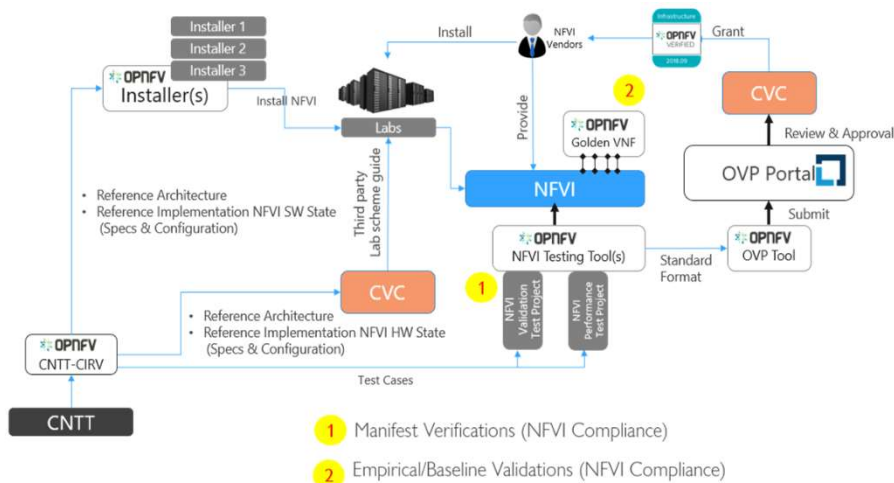 Installer 1
Installer 2
Installer 3
OPNFV
Installer(s)
Install NFVI
Install
NFVI
Vendors
Infrastructure
OPNFV
VERIFIED
2018.09
Grant
CVC
Review & Approval
2
OPNFV
Golden VNF
Labs
Provide
NFVI
OVP Portal
Submit
• Reference Architecture
• Reference Implementation NFVI SW State
(Specs & Configuration)
Third party
Lab scheme guide
OPNFV
NFVI Testing Tool(s)
Standard
Format
OPNFV
OVP Tool
1
NFVI
Validation
Test Project
NFVI
Performance
Test Project
CVC
• Reference Architecture
• Reference Implementation NFVI HW State
(Specs & Configuration)
OPNFV
CNTT-CIRV
Test Cases
CNTT
1 Manifest Verifications (NFVI Compliance)
2 Empirical/Baseline Validations (NFVI Compliance)